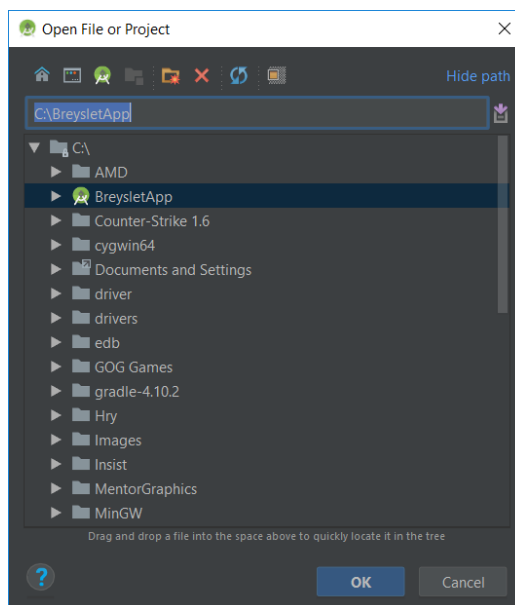 Open File or Project
Hide path
C:\BreysletApp
C:\
AMD
BreysletApp
Counter-Strike 1.6
cygwin64
Documents and Settings
driver
drivers
edb
GOG Games
gradle-4.10.2
Hry
Images
Insist
MentorGraphics
MinGW
Drag and drop a file into the space above to quickly locate it in the tree
?
OK
Cancel